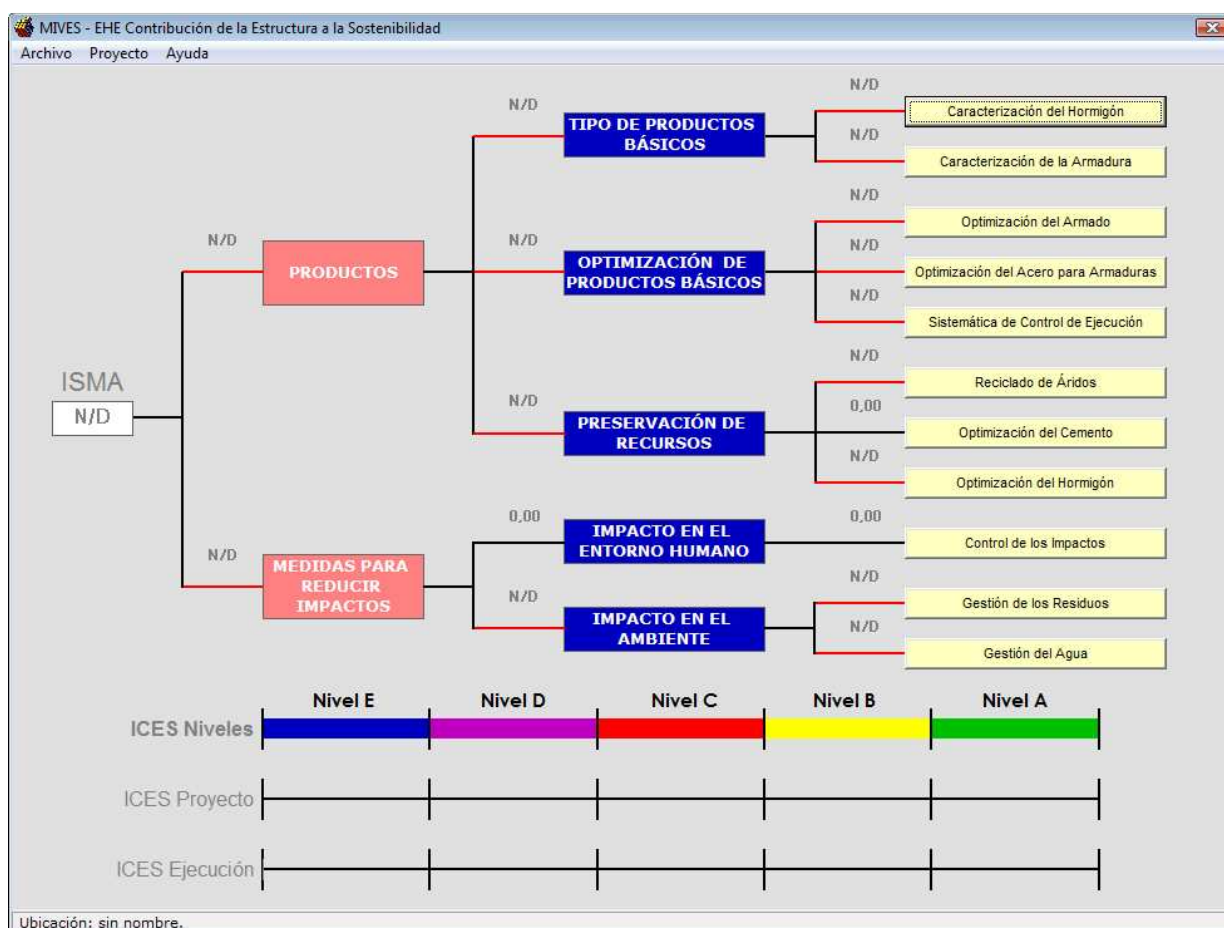 MIVES - EHE Contribución de la Estructura a la Sostenibilidad
Archivo Proyecto Ayuda
N/D
Caracterización del Hormigón
N/D
TIPO DE PRODUCTOS
BÁSICOS
N/D
Caracterización de la Armadura
N/D
Optimización del Armado
N/D
PRODUCTOS
N/D
OPTIMIZACIÓN DE
PRODUCTOS BÁSICOS
N/D
Optimización del Acero para Armaduras
N/D
Sistemática de Control de Ejecución
N/D
Reciclado de Áridos
ISMA
N/D
N/D
PRESERVACIÓN DE
RECURSOS
0,00
Optimización del Cemento
N/D
Optimización del Hormigón
0,00
IMPACTO EN EL
ENTORNO HUMANO
0,00
Control de los Impactos
N/D
MEDIDAS PARA
REDUCIR
IMPACTOS
N/D
IMPACTO EN EL
AMBIENTE
N/D
Gestión de los Residuos
N/D
Gestión del Agua
Nivel E Nivel D Nivel C Nivel B Nivel A
ICES Niveles
ICES Proyecto
ICES Ejecución
Ubicación: sin nombre.